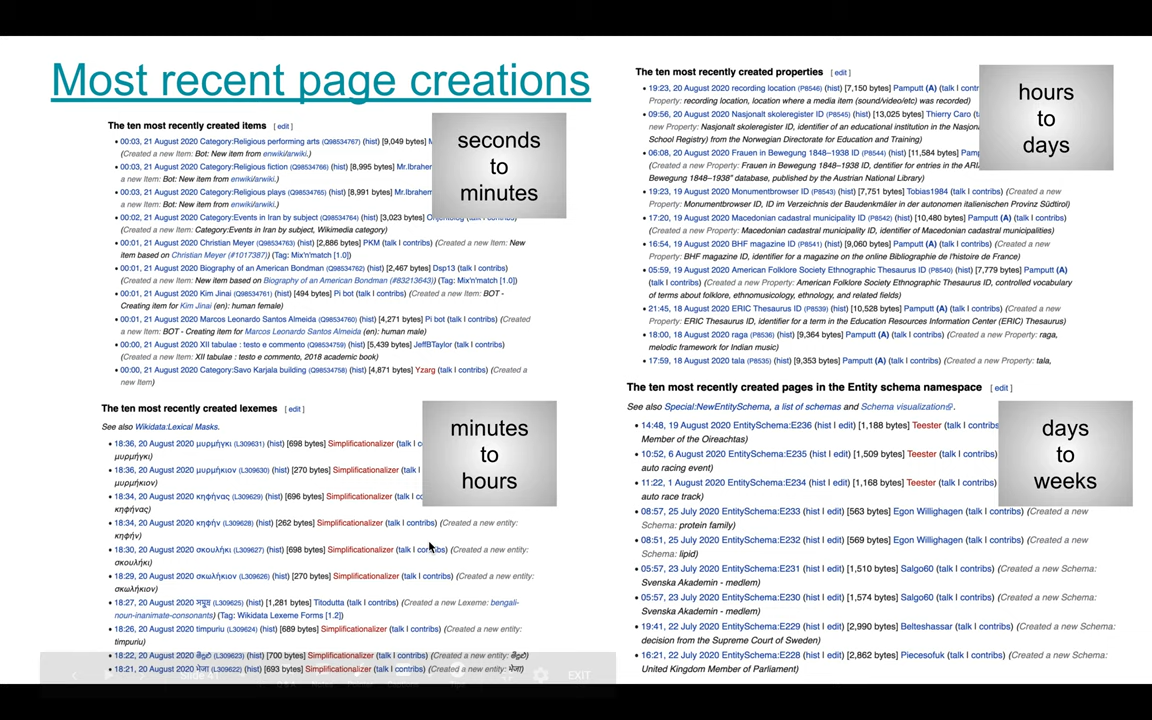 Most recent page creations
The ten most recently created items [ edit ]
00:03, 21 August 2020 Category:Religious performing arts (Q98534767) (hist) [9,049 bytes]
(Created a new Item: Bot: New item from enwiki/arwiki.)
00:03, 21 August 2020 Category:Religious fiction (Q98534766) (hist) [8,995 bytes] Mr.Ibrahem
a new Item: Bot: New item from enwiki/arwiki.)
00:03, 21 August 2020 Category:Religious plays (Q98534765) (hist) [8,991 bytes] Mr.Ibrahem
a new Item: Bot: New item from enwiki/arwiki.)
00:02, 21 August 2020 Category:Events in Iran by subject (Q98534764) (hist) [3,023 bytes]
(Created a new Item: Category:Events in Iran by subject, Wikimedia category)
00:01, 21 August 2020 Christian Meyer (Q98534763) (hist) [2,886 bytes] PKM (talk | contribs) (Created a new Item: New
item based on Christian Meyer (#1017387)) (Tag: Mix'n'match [1.0])
00:01, 21 August 2020 Biography of an American Bondman (Q98534762) (hist) [2,467 bytes] Dsp13 (talk | contribs)
(Created a new Item: New item based on Biography of an American Bondman (#83213643)) (Tag: Mix'n'match [1.0])
00:01, 21 August 2020 Kim Jinai (Q98534761) (hist) [494 bytes] Pi bot (talk | contribs) (Created a new Item: BOT -
Creating item for Kim Jinai (en): human female)
00:01, 21 August 2020 Marcos Leonardo Santos Almeida (Q98534760) (hist) [4,271 bytes] Pi bot (talk | contribs) (Created
a new Item: BOT - Creating item for Marcos Leonardo Santos Almeida (en): human male)
00:00, 21 August 2020 XII tabulae : testo e commento (Q98534759) (hist) [5,439 bytes] JeffBTaylor (talk | contribs)
(Created a new Item: XII tabulae : testo e commento, 2018 academic book)
00:00, 21 August 2020 Category:Savo Karjala building (Q98534758) (hist) [4,871 bytes] Yzarg (talk | contribs) (Created a
new Item)
seconds
to
minutes
The ten most recently created lexemes [ edit ]
See also Wikidata:Lexical Masks.
18:36, 20 August 2020 μυρμήγκι (L309631) (hist) [698 bytes] Simplificationalizer (talk | c
μυρμήγκι)
18:36, 20 August 2020 μυρμήκιον (L309630) (hist) [270 bytes] Simplificationalizer (talk |
μυρμήκιον)
18:34, 20 August 2020 κηφήνας (L309629) (hist) [696 bytes] Simplificationalizer (talk | c
κηφήνας)
18:34, 20 August 2020 κηφήν (L309628) (hist) [262 bytes] Simplificationalizer (talk | contribs) (Created a new entity:
κηφήν)
18:30, 20 August 2020 σκουλήκι (L309627) (hist) [698 bytes] Simplificationalizer (talk | contribs) (Created a new entity:
σκουλήκι)
18:29, 20 August 2020 σκωλήκιον (L309626) (hist) [270 bytes] Simplificationalizer (talk | contribs) (Created a new entity:
σκωλήκιον)
18:27, 20 August 2020 সমুদ্র (L309625) (hist) [1,281 bytes] Titodutta (talk | contribs) (Created a new Lexeme: bengali-
noun-inanimate-consonants) (Tag: Wikidata Lexeme Forms [1.2])
18:26, 20 August 2020 timpuriu (L309624) (hist) [689 bytes] Simplificationalizer (talk | contribs) (Created a new entity:
timpuriu)
18:22, 20 August 2020 (L309623) (hist) [700 bytes] Simplificationalizer (talk | contribs) (Created a new entity:
18:21, 20 August 2020 भेजा (L309622) (hist) [693 bytes] Simplificationalizer (talk | contribs) (Created a new entity: भेजा)
minutes
to
hours
Slide 41
EXIT
The ten most recently created properties [ edit ]
19:23, 20 August 2020 recording location (P8546) (hist) [7,150 bytes] Pamputt (A) (talk | contr
Property: recording location, location where a media item (sound/video/etc) was recorded)
09:56, 20 August 2020 Nasjonalt skoleregister ID (P8545) (hist) [13,025 bytes] Thierry Caro (t
new Property: Nasjonalt skoleregister ID, identifier of an educational institution in the Nasjon
School Register) from the Norwegian Directorate for Education and Training)
06:08, 20 August 2020 Frauen in Bewegung 1848–1938 ID (P8544) (hist) [11,584 bytes] Pamp
(Created a new Property: Frauen in Bewegung 1848–1938 ID, identifier for entries in the ARI
Bewegung 1848–1938" database, published by the Austrian National Library)
19:23, 19 August 2020 Monumentbrowser ID (P8543) (hist) [7,751 bytes] Tobias1984 (talk | contribs) (Created a new Property:
Monumentbrowser ID, ID im Verzeichnis der Baudenkmäler in der autonomen italienischen Provinz Südtirol)
17:20, 19 August 2020 Macedonian cadastral municipality ID (P8542) (hist) [10,480 bytes] Pamputt (A) (talk | contribs)
(Created a new Property: Macedonian cadastral municipality ID, identifier of Macedonian cadastral municipalities)
16:54, 19 August 2020 BHF magazine ID (P8541) (hist) [9,060 bytes] Pamputt (A) (talk | contribs) (Created a new Property:
BHF magazine ID, identifier for a magazine on the online Bibliographie de l'histoire de France)
05:59, 19 August 2020 American Folklore Society Ethnographic Thesaurus ID (P8540) (hist) [7,779 bytes] Pamputt (A)
(talk | contribs) (Created a new Property: American Folklore Society Ethnographic Thesaurus ID, controlled vocabulary
of terms about folklore, ethnomusicology, ethnology, and related fields)
21:45, 18 August 2020 ERIC Thesaurus ID (P8539) (hist) [10,528 bytes] Pamputt (A) (talk | contribs) (Created a new
Property: ERIC Thesaurus ID, identifier for a term in the Education Resources Information Center (ERIC) Thesaurus)
18:00, 18 August 2020 raga (P8536) (hist) [9,364 bytes] Pamputt (A) (talk | contribs) (Created a new Property: raga,
melodic framework for Indian music)
17:59, 18 August 2020 tala (P8535) (hist) [9,353 bytes] Pamputt (A) (talk | contribs) (Created a new Property: tala,
hours
to
days
The ten most recently created pages in the Entity schema namespace [ edit ]
See also Special:NewEntitySchema, a list of schemas and Schema visualization.
14:48, 19 August 2020 EntitySchema:E236 (hist | edit) [1,188 bytes] Teester (talk | contribs)
Member of the Oireachtas)
10:52, 6 August 2020 EntitySchema:E235 (hist | edit) [1,509 bytes] Teester (talk | contribs)
auto racing event)
11:22, 1 August 2020 EntitySchema:E234 (hist | edit) [1,168 bytes] Teester (talk | contribs)
auto race track)
08:57, 25 July 2020 EntitySchema:E233 (hist | edit) [563 bytes] Egon Willighagen (talk | contribs) (Created a new
Schema: protein family)
08:51, 25 July 2020 EntitySchema:E232 (hist | edit) [569 bytes] Egon Willighagen (talk | contribs) (Created a new
Schema: lipid)
05:57, 23 July 2020 EntitySchema:E231 (hist | edit) [1,510 bytes] Salgo60 (talk | contribs) (Created a new Schema:
Svenska Akademin - medlem)
05:57, 23 July 2020 EntitySchema:E230 (hist | edit) [1,574 bytes] Salgo60 (talk | contribs) (Created a new Schema:
Svenska Akademin - medlem)
19:41, 22 July 2020 EntitySchema:E229 (hist | edit) [2,990 bytes] Belteshassar (talk | contribs) (Created a new Schema:
decision from the Supreme Court of Sweden)
16:21, 22 July 2020 EntitySchema:E228 (hist | edit) [2,862 bytes] Piecesofuk (talk | contribs) (Created a new Schema:
United Kingdom Member of Parliament)
days
to
weeks